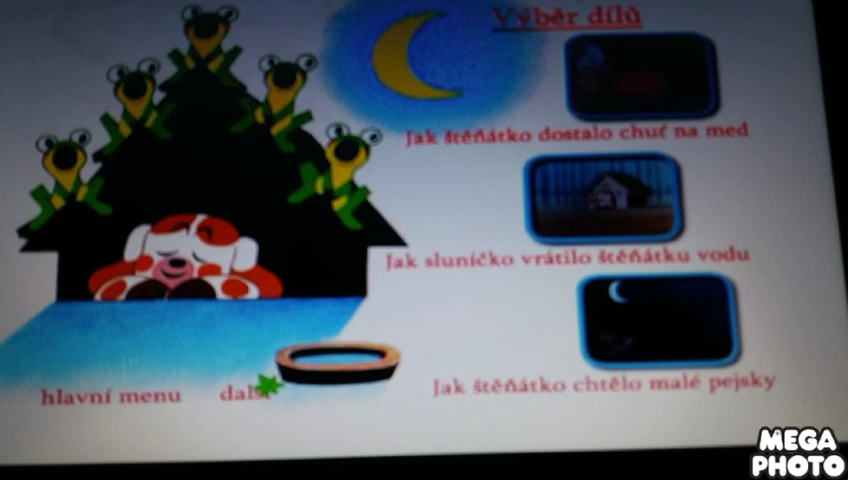 Výběr dílů
Jak štěňátko dostalo chuť na med
Jak sluníčko vrátilo štěňátku vodu
Jak štěňátko chtělo malé pejsky
hlavní menu
MEGA
PHOTO